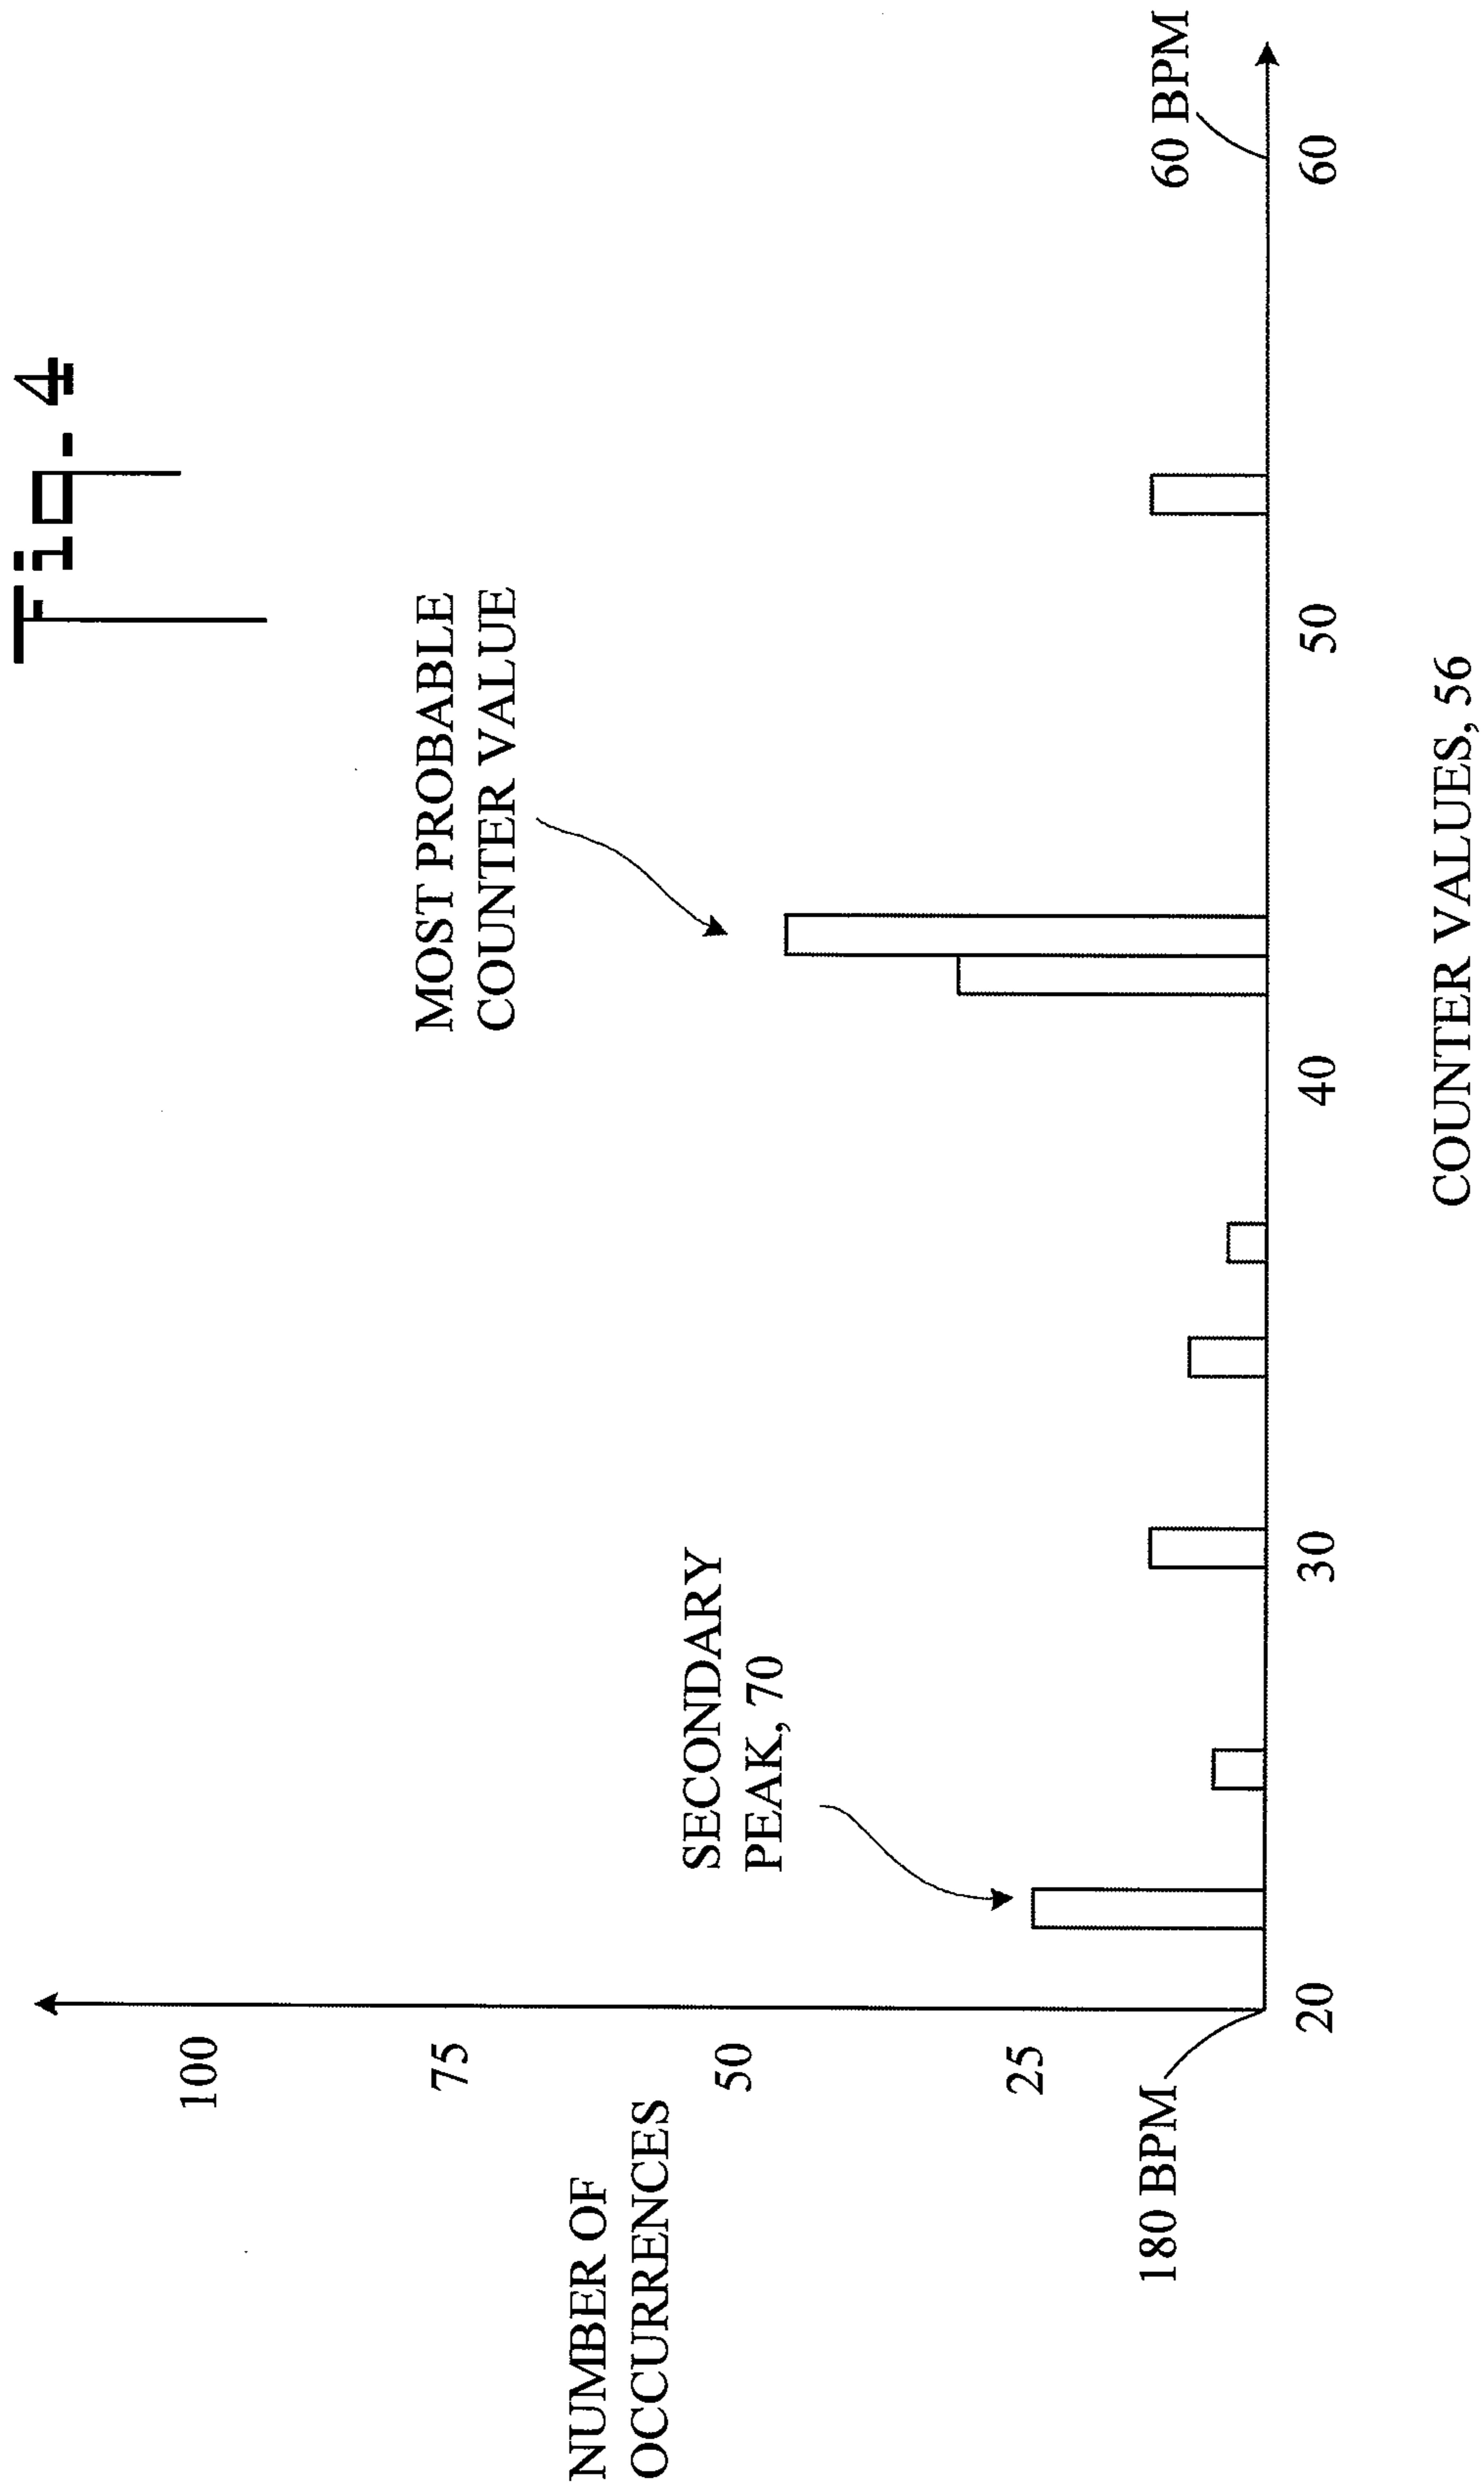 Fig. 4
NUMBER OF
OCCURRENCES
100
75
50
25
180 BPM
SECONDARY
PEAK, 70
MOST PROBABLE
COUNTER VALUE
60 BPM
20
30
40
50
60
COUNTER VALUES, 56